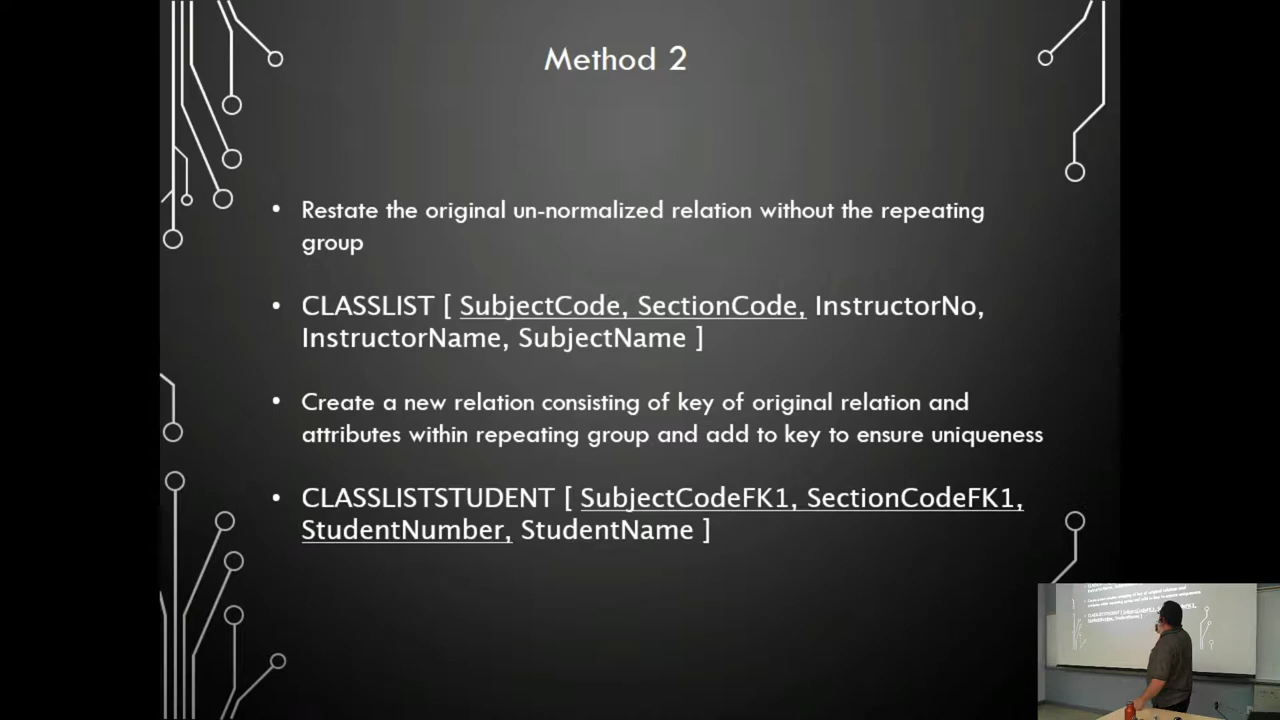 Method 2
• Restate the original un-normalized relation without the repeating
group
• CLASSLIST [ SubjectCode, SectionCode, InstructorNo,
InstructorName, SubjectName ]
• Create a new relation consisting of key of original relation and
attributes within repeating group and add to key to ensure uniqueness
• CLASSLISTSTUDENT [ SubjectCodeFK1, SectionCodeFK1,
StudentNumber, StudentName ]